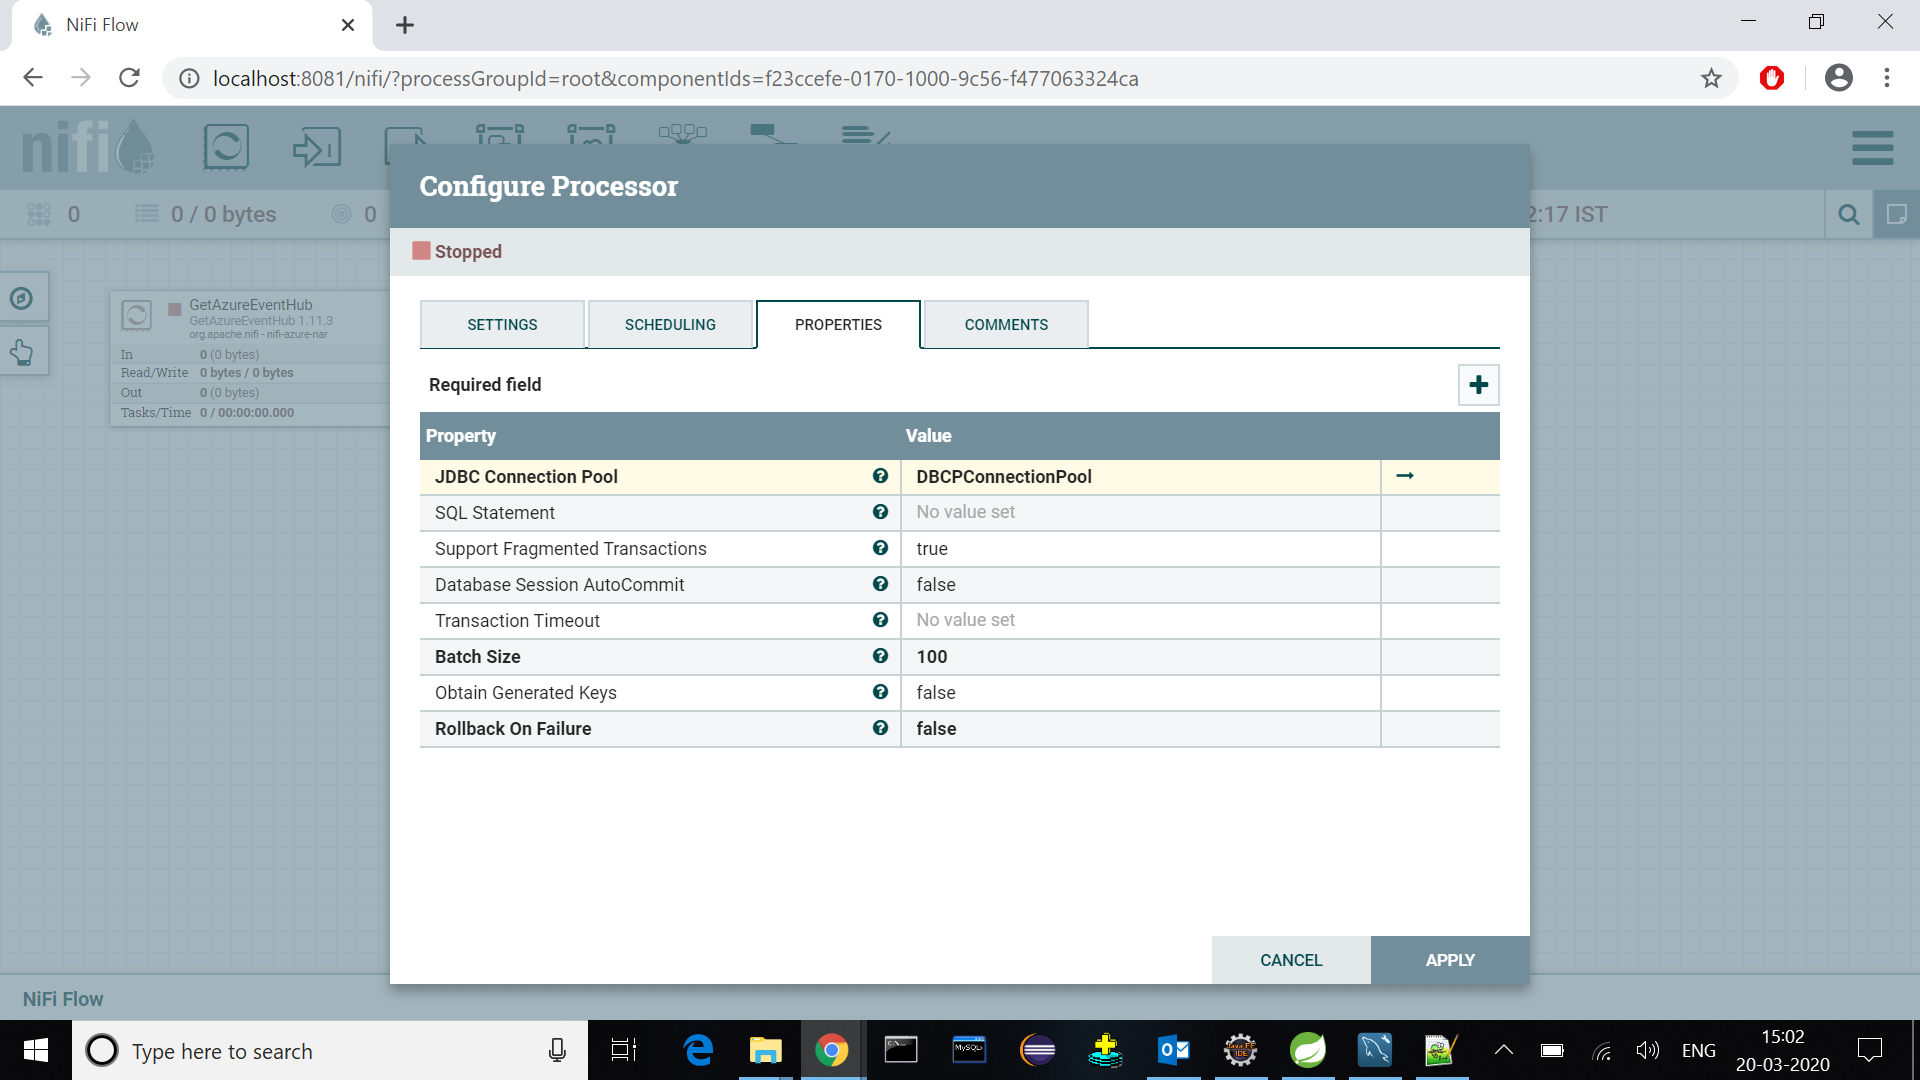 NiFi Flow
localhost:8081/nifi/?processGroupId=root&componentIds=f23ccefe-0170-1000-9c56-f477063324ca
nifi
0
0 / 0 bytes
0
2:17 IST
Configure Processor
Stopped
GetAzureEventHub
GetAzureEventHub 1.11.3
org.apache.nifi - nifi-azure-nar
In 0 (0 bytes)
Read/Write 0 bytes / 0 bytes
Out 0 (0 bytes)
Tasks/Time 0 / 00:00:00.000
SETTINGS SCHEDULING PROPERTIES COMMENTS
Required field
Property Value
JDBC Connection Pool DBCPConnectionPool
SQL Statement No value set
Support Fragmented Transactions true
Database Session AutoCommit false
Transaction Timeout No value set
Batch Size 100
Obtain Generated Keys false
Rollback On Failure false
CANCEL APPLY
NiFi Flow
Type here to search
MySQL
ENG
15:02
20-03-2020